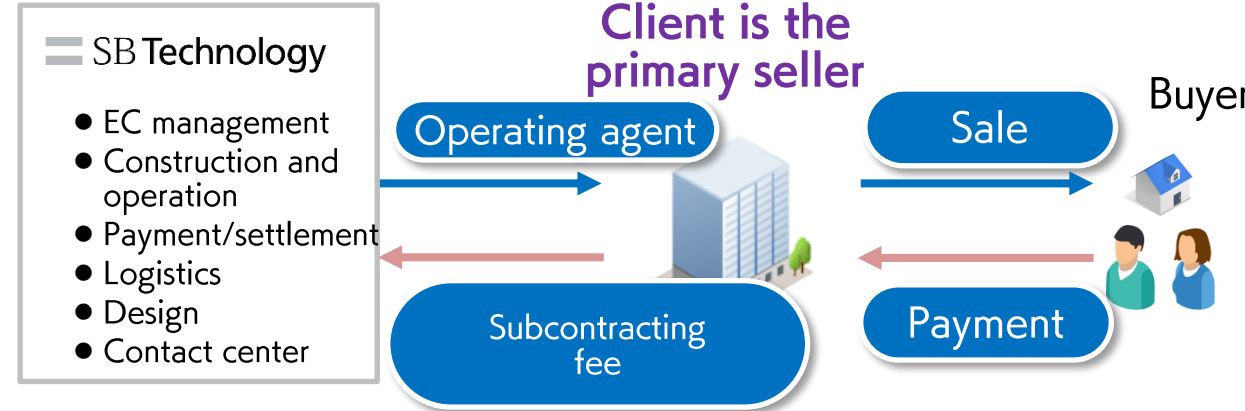 SB Technology
● EC management
● Construction and
operation
● Payment/settlement
● Logistics
● Design
● Contact center
Client is the
primary seller
Operating agent
Subcontracting
fee
Sale
Payment
Buyer